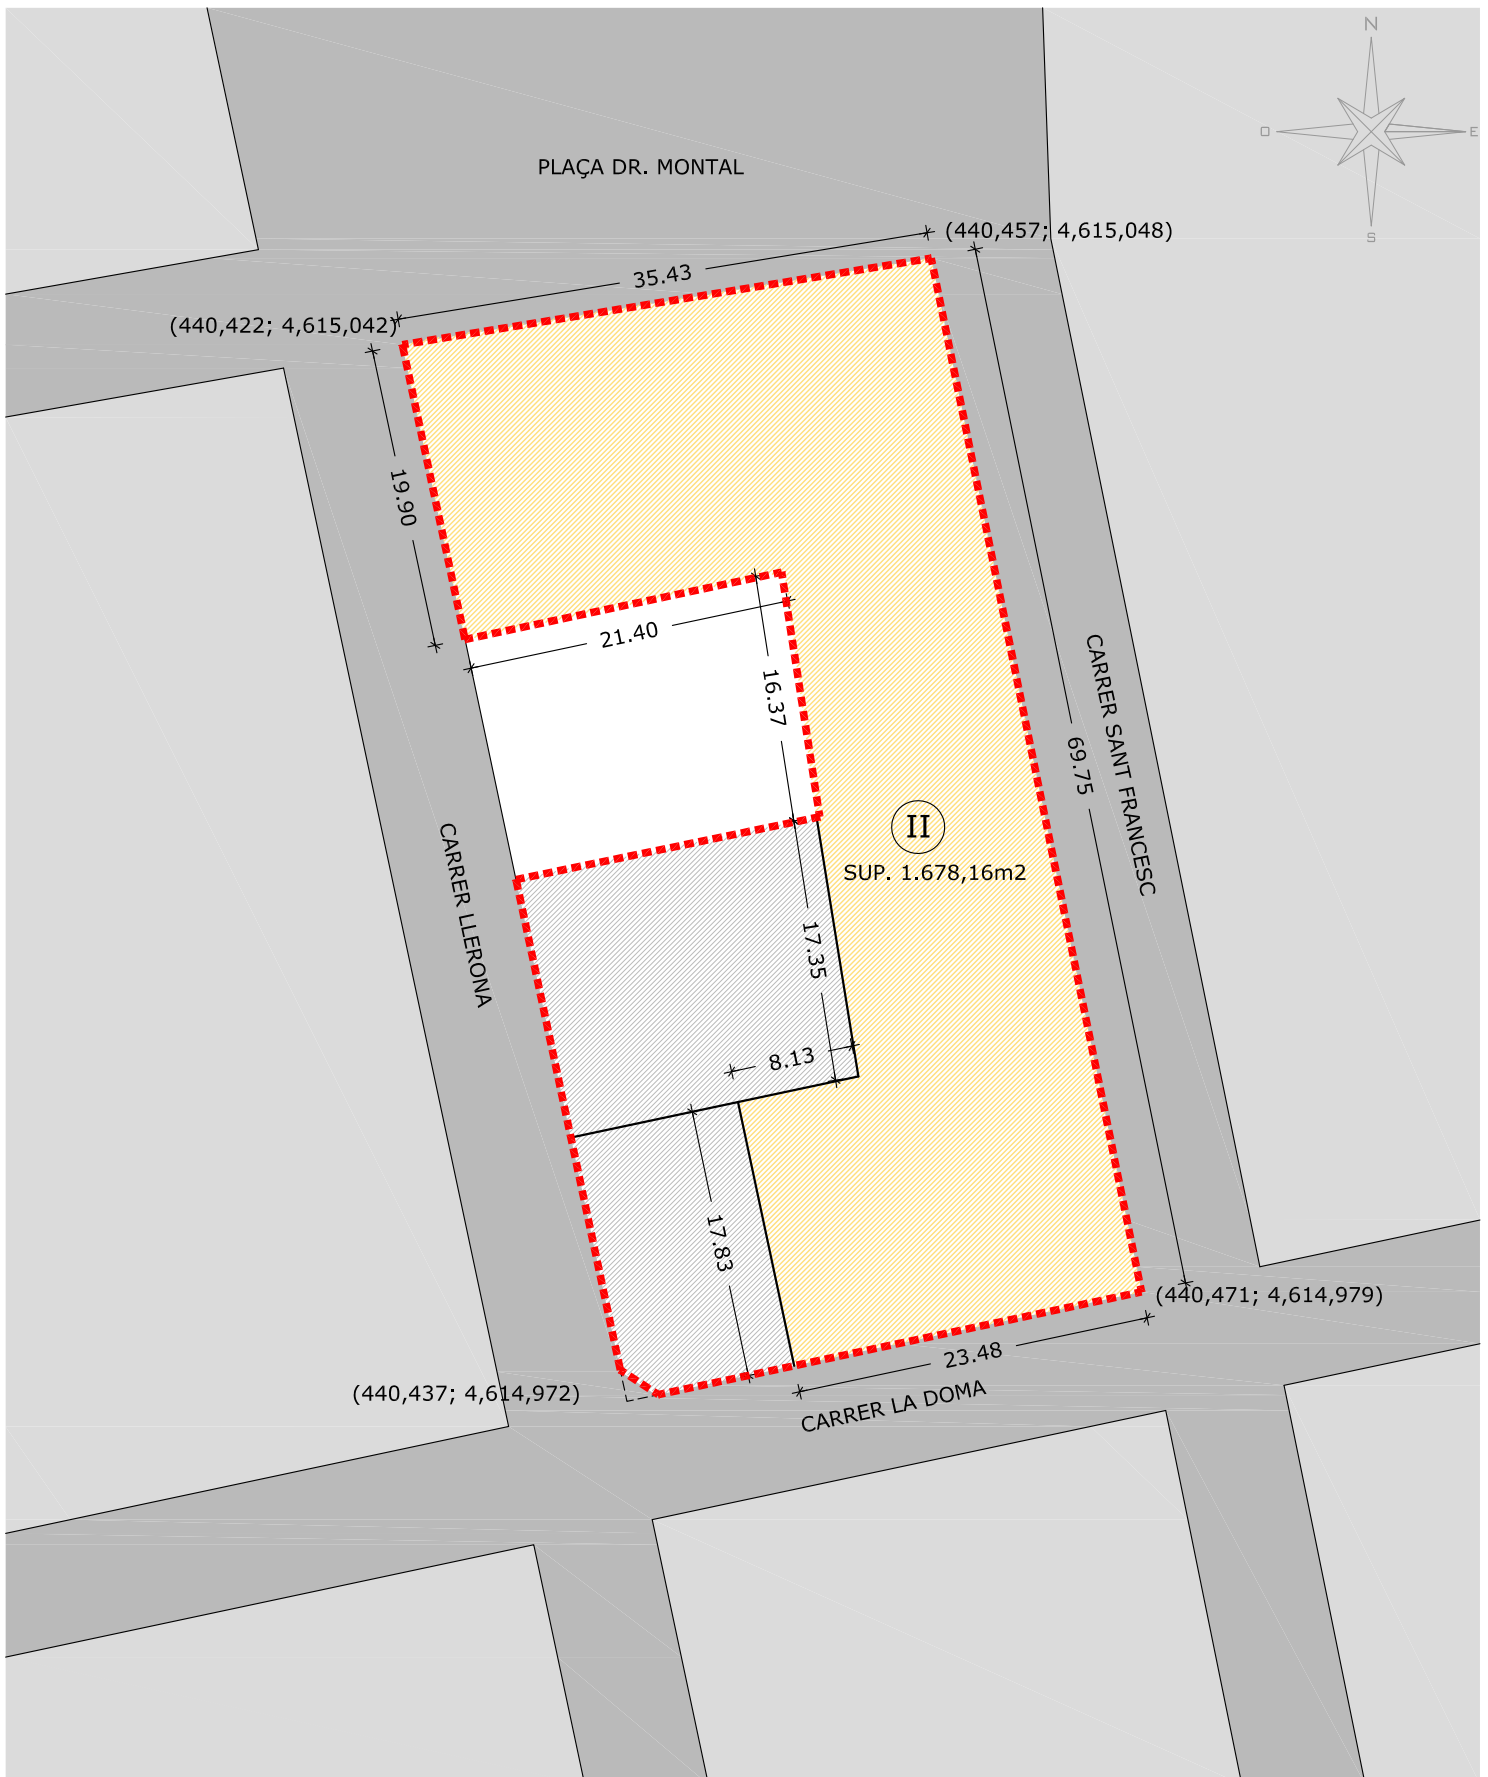 N
O
E
S
PLAÇA DR. MONTAL
(440,457; 4,615,048)
35.43
(440,422; 4,615,042)
19.90
21.40
16.37
CARRER SANT FRANCESC
69.75
II
SUP. 1.678,16m2
CARRER LLERONA
17.35
8.13
17.83
(440,471; 4,614,979)
23.48
(440,437; 4,614,972)
CARRER LA DOMA